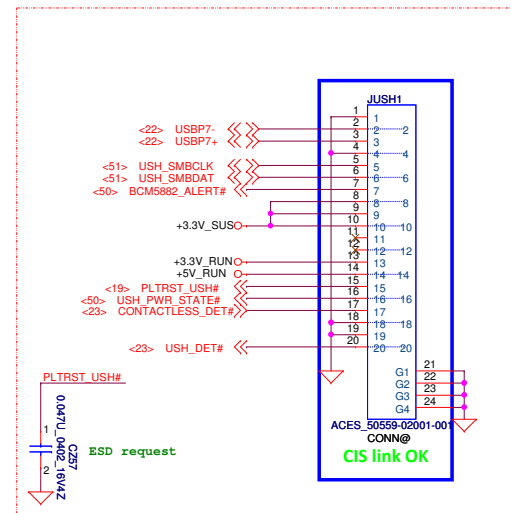 JUSH1
1 1
<22> USBP7- 2 2 2
<22> USBP7+ 3 3
4 4 4
<51> USH_SMBCLK 5 5
<51> USH_SMBDAT 6 6 6
<50> BCM5882_ALERT# 7 7
8 8 8
9 9
+3.3V_SUS 10 10 10
11 11
12 12 12
+3.3V_RUN 13 13
+5V_RUN 14 14 14
<19> PLTRST_USH# 15 15
<50> USH_PWR_STATE# 16 16 16
<23> CONTACTLESS_DET# 17 17
18 18 18
19 19
<23> USH_DET# 20 20 20
G1 21
G2 22
G3 23
G4 24
ACES_50559-02001-001
CONN@
CIS link OK
PLTRST_USH#
1
2
CZ57
0.047U_0402_16V4Z
ESD request